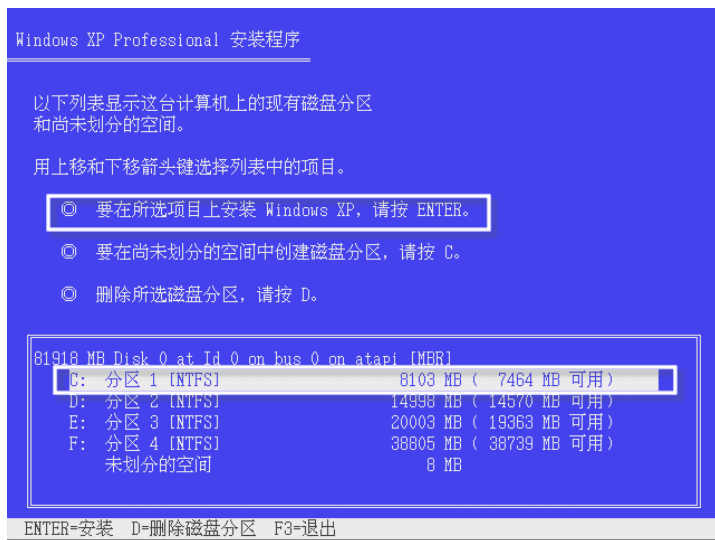 Windows XP Professional 安装程序
以下列表显示这台计算机上的现有磁盘分区
和尚未划分的空间。
用上移和下移箭头键选择列表中的项目。
◎ 要在所选项目上安装 Windows XP，请按 ENTER。
◎ 要在尚未划分的空间中创建磁盘分区，请按 C。
◎ 删除所选磁盘分区，请按 D。
81918 MB Disk 0 at Id 0 on bus 0 on atapi [MBR]
C: 分区 1 [NTFS] 8103 MB ( 7464 MB 可用)
D: 分区 2 [NTFS] 14998 MB ( 14570 MB 可用)
E: 分区 3 [NTFS] 20003 MB ( 19363 MB 可用)
F: 分区 4 [NTFS] 38805 MB ( 38739 MB 可用)
未划分的空间 8 MB
ENTER=安装 D=删除磁盘分区 F3=退出